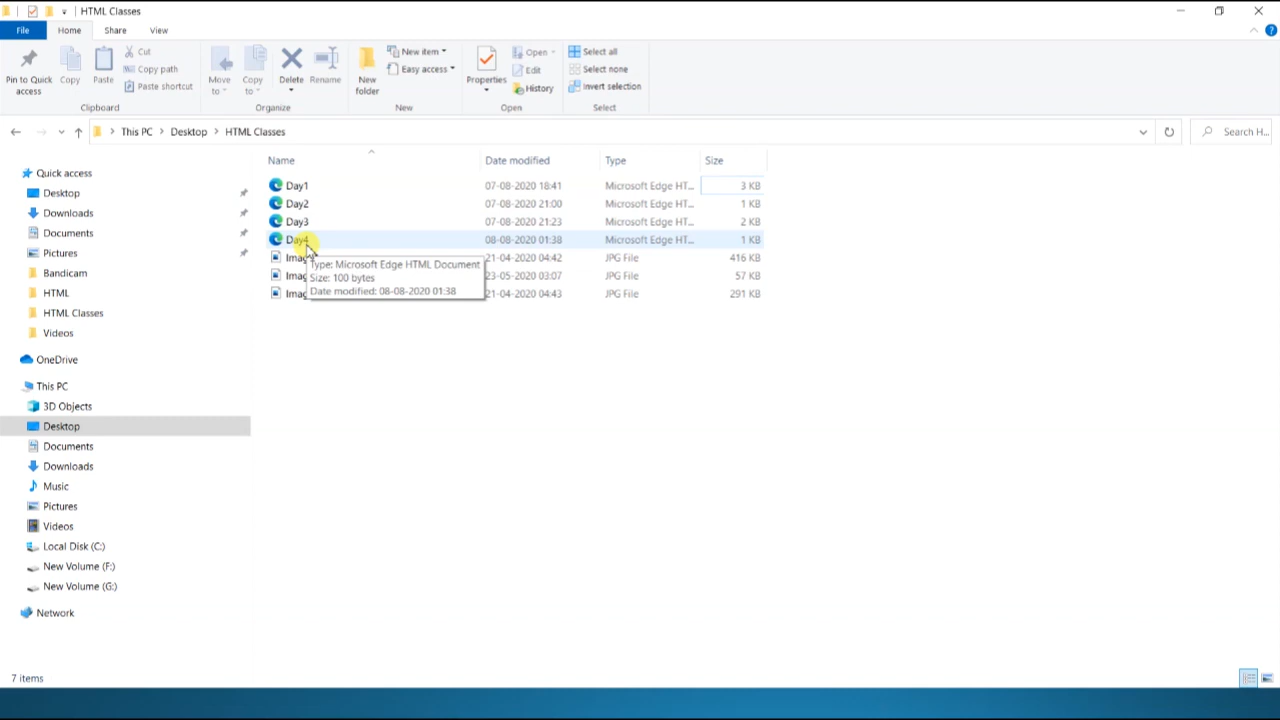 HTML Classes
File Home Share View
Pin to Quick access
Copy
Paste
Cut
Copy path
Paste shortcut
Clipboard
Move to
Copy to
Delete
Rename
Organize
New folder
New item
Easy access
New
Properties
Open
Edit
History
Open
Select all
Select none
Invert selection
Select
This PC > Desktop > HTML Classes
Search H...
Name Date modified Type Size
Day1 07-08-2020 18:41 Microsoft Edge HT... 3 KB
Day2 07-08-2020 21:00 Microsoft Edge HT... 1 KB
Day3 07-08-2020 21:23 Microsoft Edge HT... 2 KB
Day4 08-08-2020 01:38 Microsoft Edge HT... 1 KB
21-04-2020 04:42 JPG File 416 KB
23-05-2020 03:07 JPG File 57 KB
21-04-2020 04:43 JPG File 291 KB
Type: Microsoft Edge HTML Document
Size: 100 bytes
Date modified: 08-08-2020 01:38
Quick access
Desktop
Downloads
Documents
Pictures
Bandicam
HTML
HTML Classes
Videos
OneDrive
This PC
3D Objects
Desktop
Documents
Downloads
Music
Pictures
Videos
Local Disk (C:)
New Volume (F:)
New Volume (G:)
Network
7 items